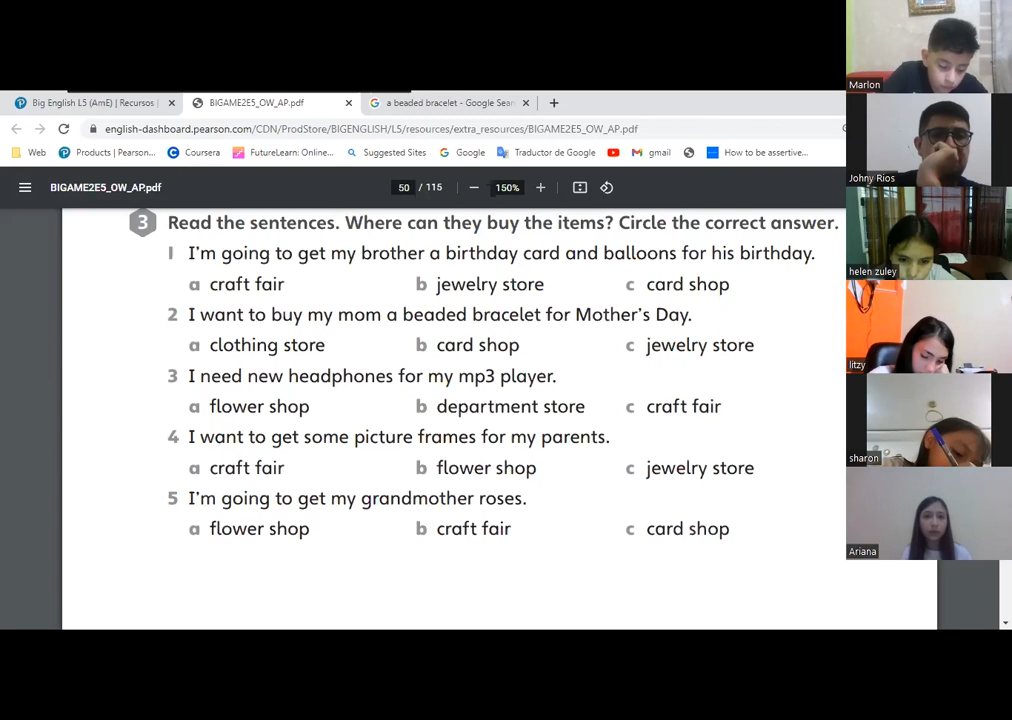 Big English L5 (AmE) | Recursos
BIGAME2E5_OW_AP.pdf
a beaded bracelet - Google Sear
english-dashboard.pearson.com/CDN/ProdStore/BIGENGLISH/L5/resources/extra_resources/BIGAME2E5_OW_AP.pdf
Web
Products | Pearson...
Coursera
FutureLearn: Online...
Suggested Sites
Google
Traductor de Google
gmail
How to be assertive...
BIGAME2E5_OW_AP.pdf
50 / 115
150%
3 Read the sentences. Where can they buy the items? Circle the correct answer.
1 I'm going to get my brother a birthday card and balloons for his birthday.
a craft fair b jewelry store c card shop
2 I want to buy my mom a beaded bracelet for Mother's Day.
a clothing store b card shop c jewelry store
3 I need new headphones for my mp3 player.
a flower shop b department store c craft fair
4 I want to get some picture frames for my parents.
a craft fair b flower shop c jewelry store
5 I'm going to get my grandmother roses.
a flower shop b craft fair c card shop
Marlon
Johny Rios
helen zuley
litzy
sharon
Ariana